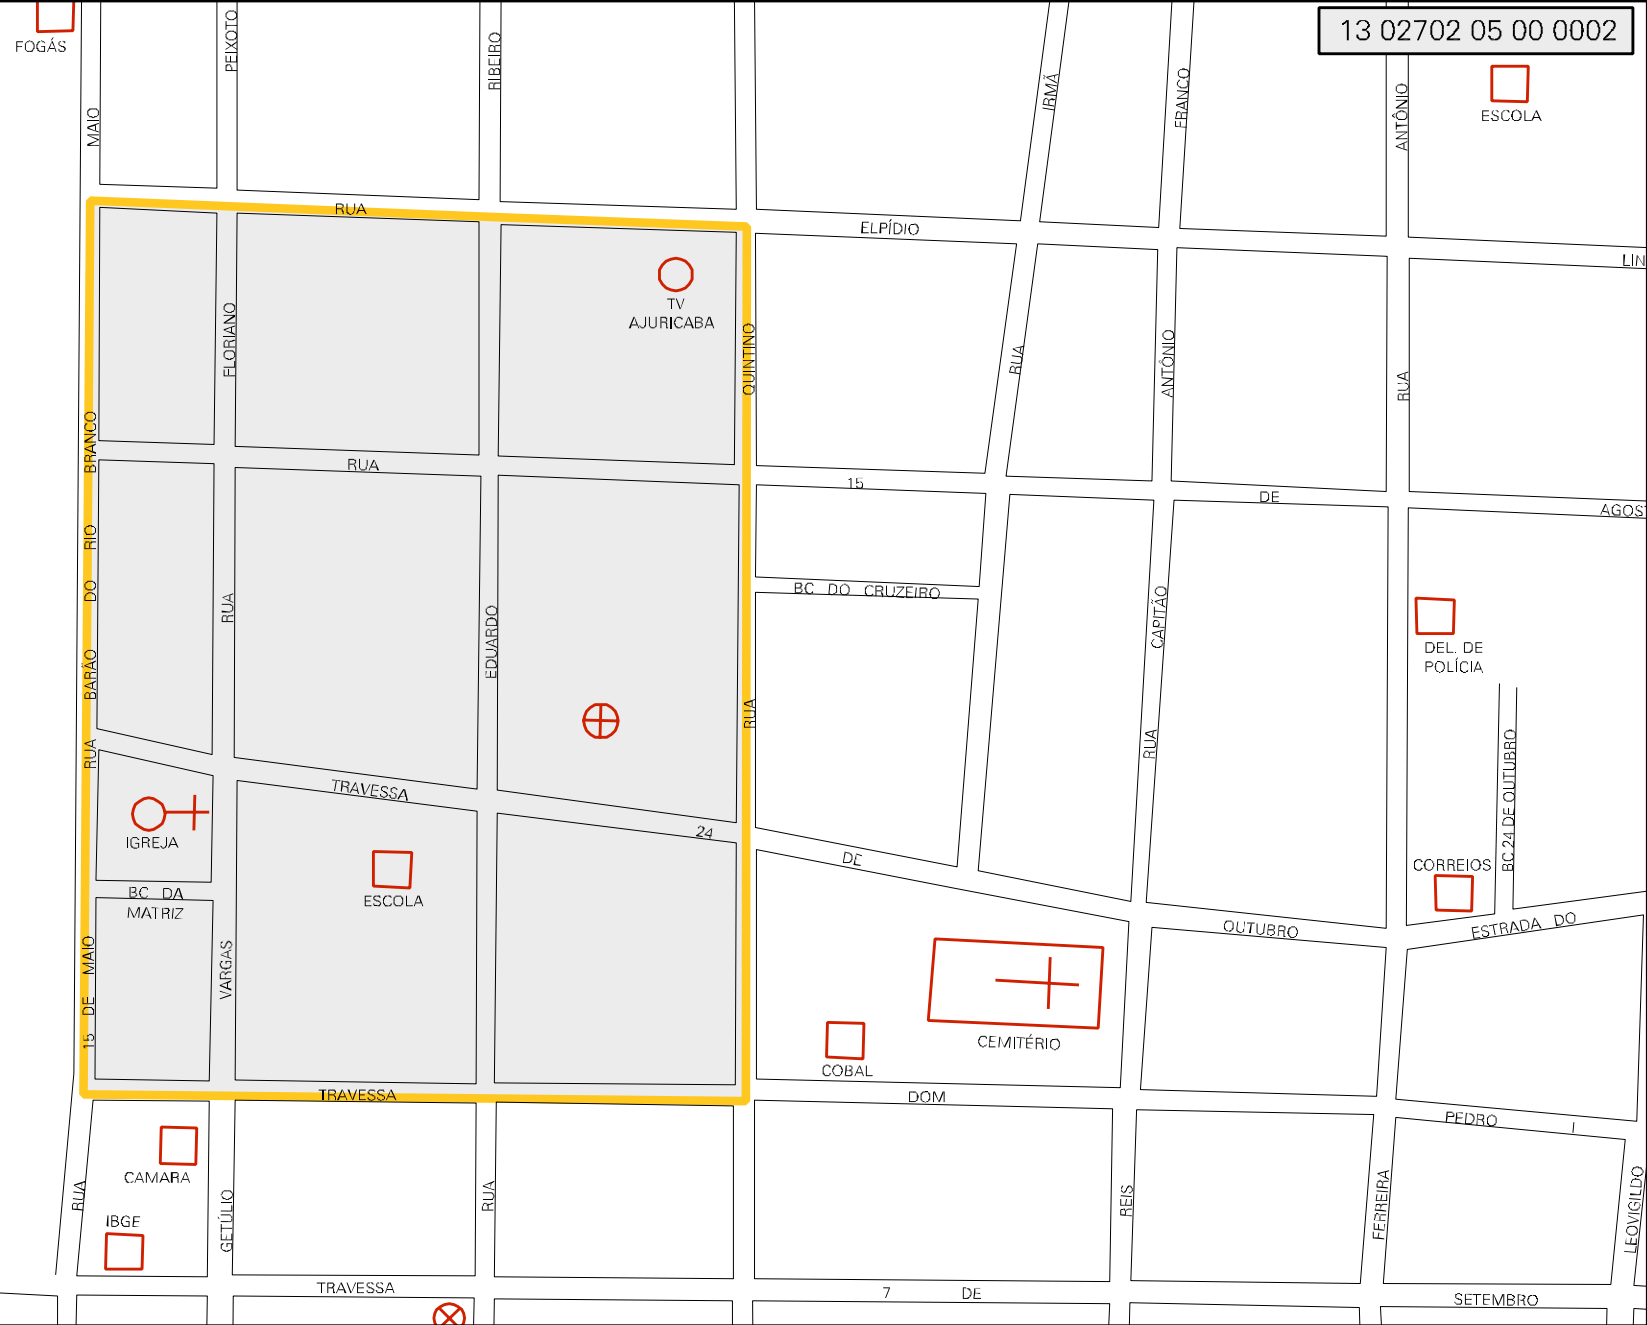 13 02702 05 00 0002
FOGÁS
MAIO
PEIXOTO
RIBEIRO
IRMÃ
FRANCO
ANTÔNIO
ESCOLA
RUA
ELPÍDIO
LIN
TV
AJURICABA
FLORIANO
QUINTINO
RUA
ANTÔNIO
RUA
BRANCO
RUA
15
DE
AGOS
RIO
DO
BARÃO
RUA
RUA
EDUARDO
BC DO CRUZEIRO
CAPITÃO
RUA
RUA
DEL. DE
POLÍCIA
BC 24 DE OUTUBRO
TRAVESSA
24
DE
OUTUBRO
ESTRADA DO
IGREJA
BC DA
MATRIZ
ESCOLA
CORREIOS
15 DE MAIO
VARGAS
CEMITÉRIO
COBAL
TRAVESSA
DOM
PEDRO
I
CAMARA
RUA
IBGE
GETÚLIO
RUA
REIS
FERREIRA
LEOVIGILDO
TRAVESSA
7
DE
SETEMBRO